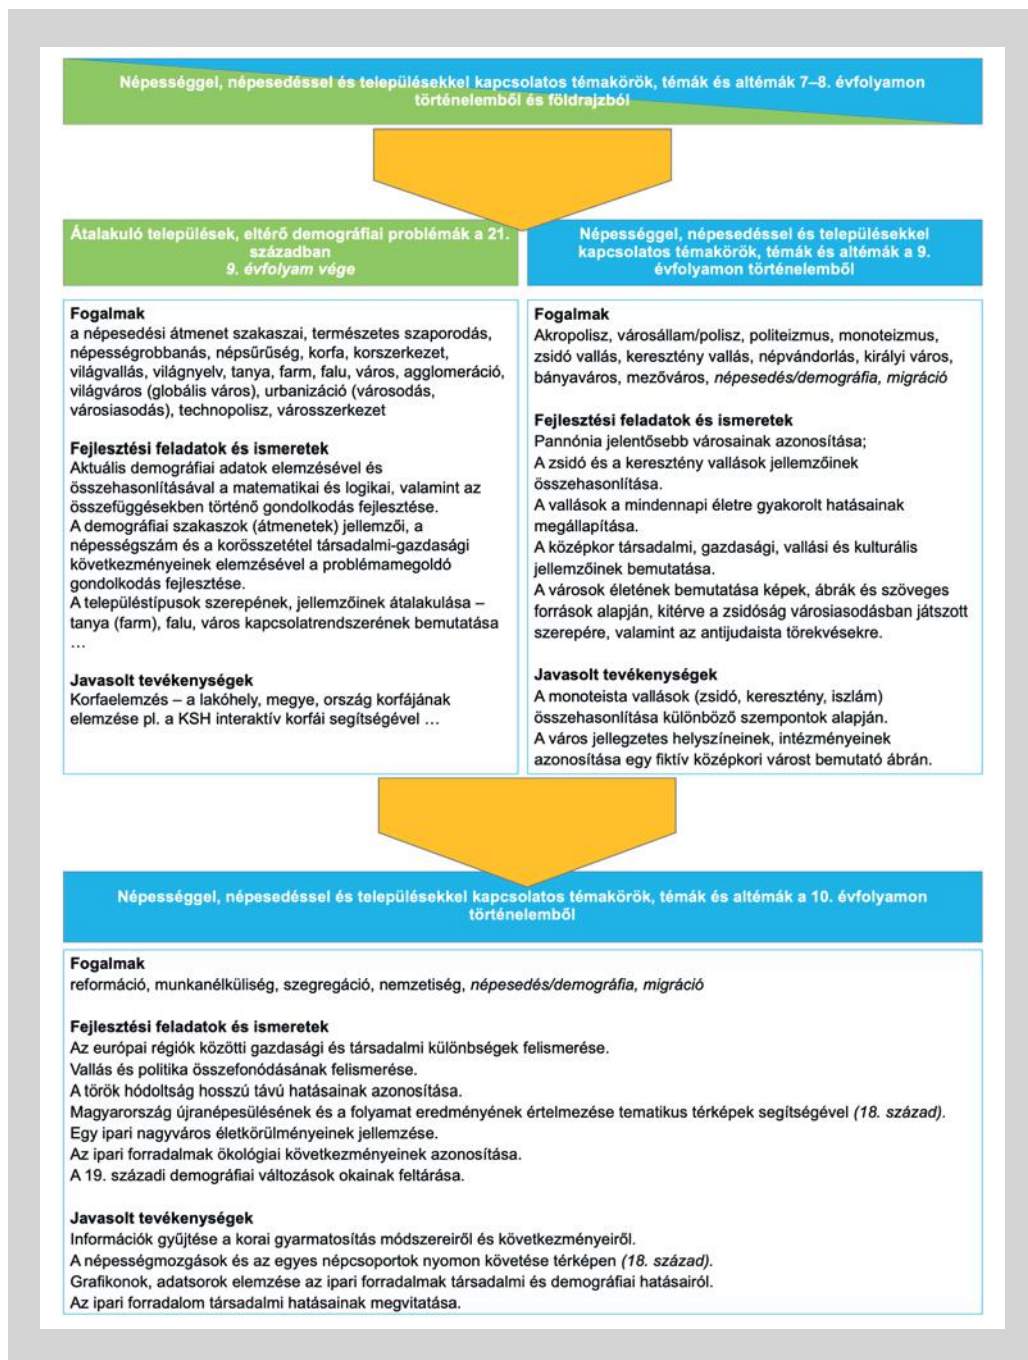 Népességgel, népesedéssel és településekkel kapcsolatos témakörök, témák és altémák 7–8. évfolyamon
történelemből és földrajzból
Átalakuló települések, eltérő demográfiai problémák a 21.
században
9. évfolyam vége
Fogalmak
a népesedési átmenet szakaszai, természetes szaporodás,
népességrobbanás, népsűrűség, korfa, korszerkezet,
világvallás, világnyelv, tanya, farm, falu, város, agglomeráció,
világváros (globális város), urbanizáció (városodás,
városiasodás), technopolisz, városszerkezet
Fejlesztési feladatok és ismeretek
Aktuális demográfiai adatok elemzésével és
összehasonlításával a matematikai és logikai, valamint az
összefüggésekben történő gondolkodás fejlesztése.
A demográfiai szakaszok (átmenetek) jellemzői, a
népességszám és a korösszetétel társadalmi-gazdasági
következményeinek elemzésével a problémamegoldó
gondolkodás fejlesztése.
A településtípusok szerepének, jellemzőinek átalakulása –
tanya (farm), falu, város kapcsolatrendszerének bemutatása
…
Javasolt tevékenységek
Korfaelemzés – a lakóhely, megye, ország korfájának
elemzése pl. a KSH interaktív korfái segítségével …
Népességgel, népesedéssel és településekkel
kapcsolatos témakörök, témák és altémák a 9.
évfolyamon történelemből
Fogalmak
Akropolisz, városállam/polisz, politeizmus, monoteizmus,
zsidó vallás, keresztény vallás, népvándorlás, királyi város,
bányaváros, mezőváros, népesedés/demográfia, migráció
Fejlesztési feladatok és ismeretek
Pannónia jelentősebb városainak azonosítása;
A zsidó és a keresztény vallások jellemzőinek
összehasonlítása.
A vallások a mindennapi életre gyakorolt hatásainak
megállapítása.
A középkor társadalmi, gazdasági, vallási és kulturális
jellemzőinek bemutatása.
A városok életének bemutatása képek, ábrák és szöveges
források alapján, kitérve a zsidóság városiasodásban játszott
szerepére, valamint az antijudaista törekvésekre.
Javasolt tevékenységek
A monoteista vallások (zsidó, keresztény, iszlám)
összehasonlítása különböző szempontok alapján.
A város jellegzetes helyszíneinek, intézményeinek
azonosítása egy fiktív középkori várost bemutató ábrán.
Népességgel, népesedéssel és településekkel kapcsolatos témakörök, témák és altémák a 10. évfolyamon
történelemből
Fogalmak
reformáció, munkanélküliség, szegregáció, nemzetiség, népesedés/demográfia, migráció
Fejlesztési feladatok és ismeretek
Az európai régiók közötti gazdasági és társadalmi különbségek felismerése.
Vallás és politika összefonódásának felismerése.
A török hódoltság hosszú távú hatásainak azonosítása.
Magyarország újranépesülésének és a folyamat eredményének értelmezése tematikus térképek segítségével (18. század).
Egy ipari nagyváros életkörülményeinek jellemzése.
Az ipari forradalmak ökológiai következményeinek azonosítása.
A 19. századi demográfiai változások okainak feltárása.
Javasolt tevékenységek
Információk gyűjtése a korai gyarmatosítás módszereiről és következményeiről.
A népességmozgások és az egyes népcsoportok nyomon követése térképen (18. század).
Grafikonok, adatsorok elemzése az ipari forradalmak társadalmi és demográfiai hatásairól.
Az ipari forradalom társadalmi hatásainak megvitatása.